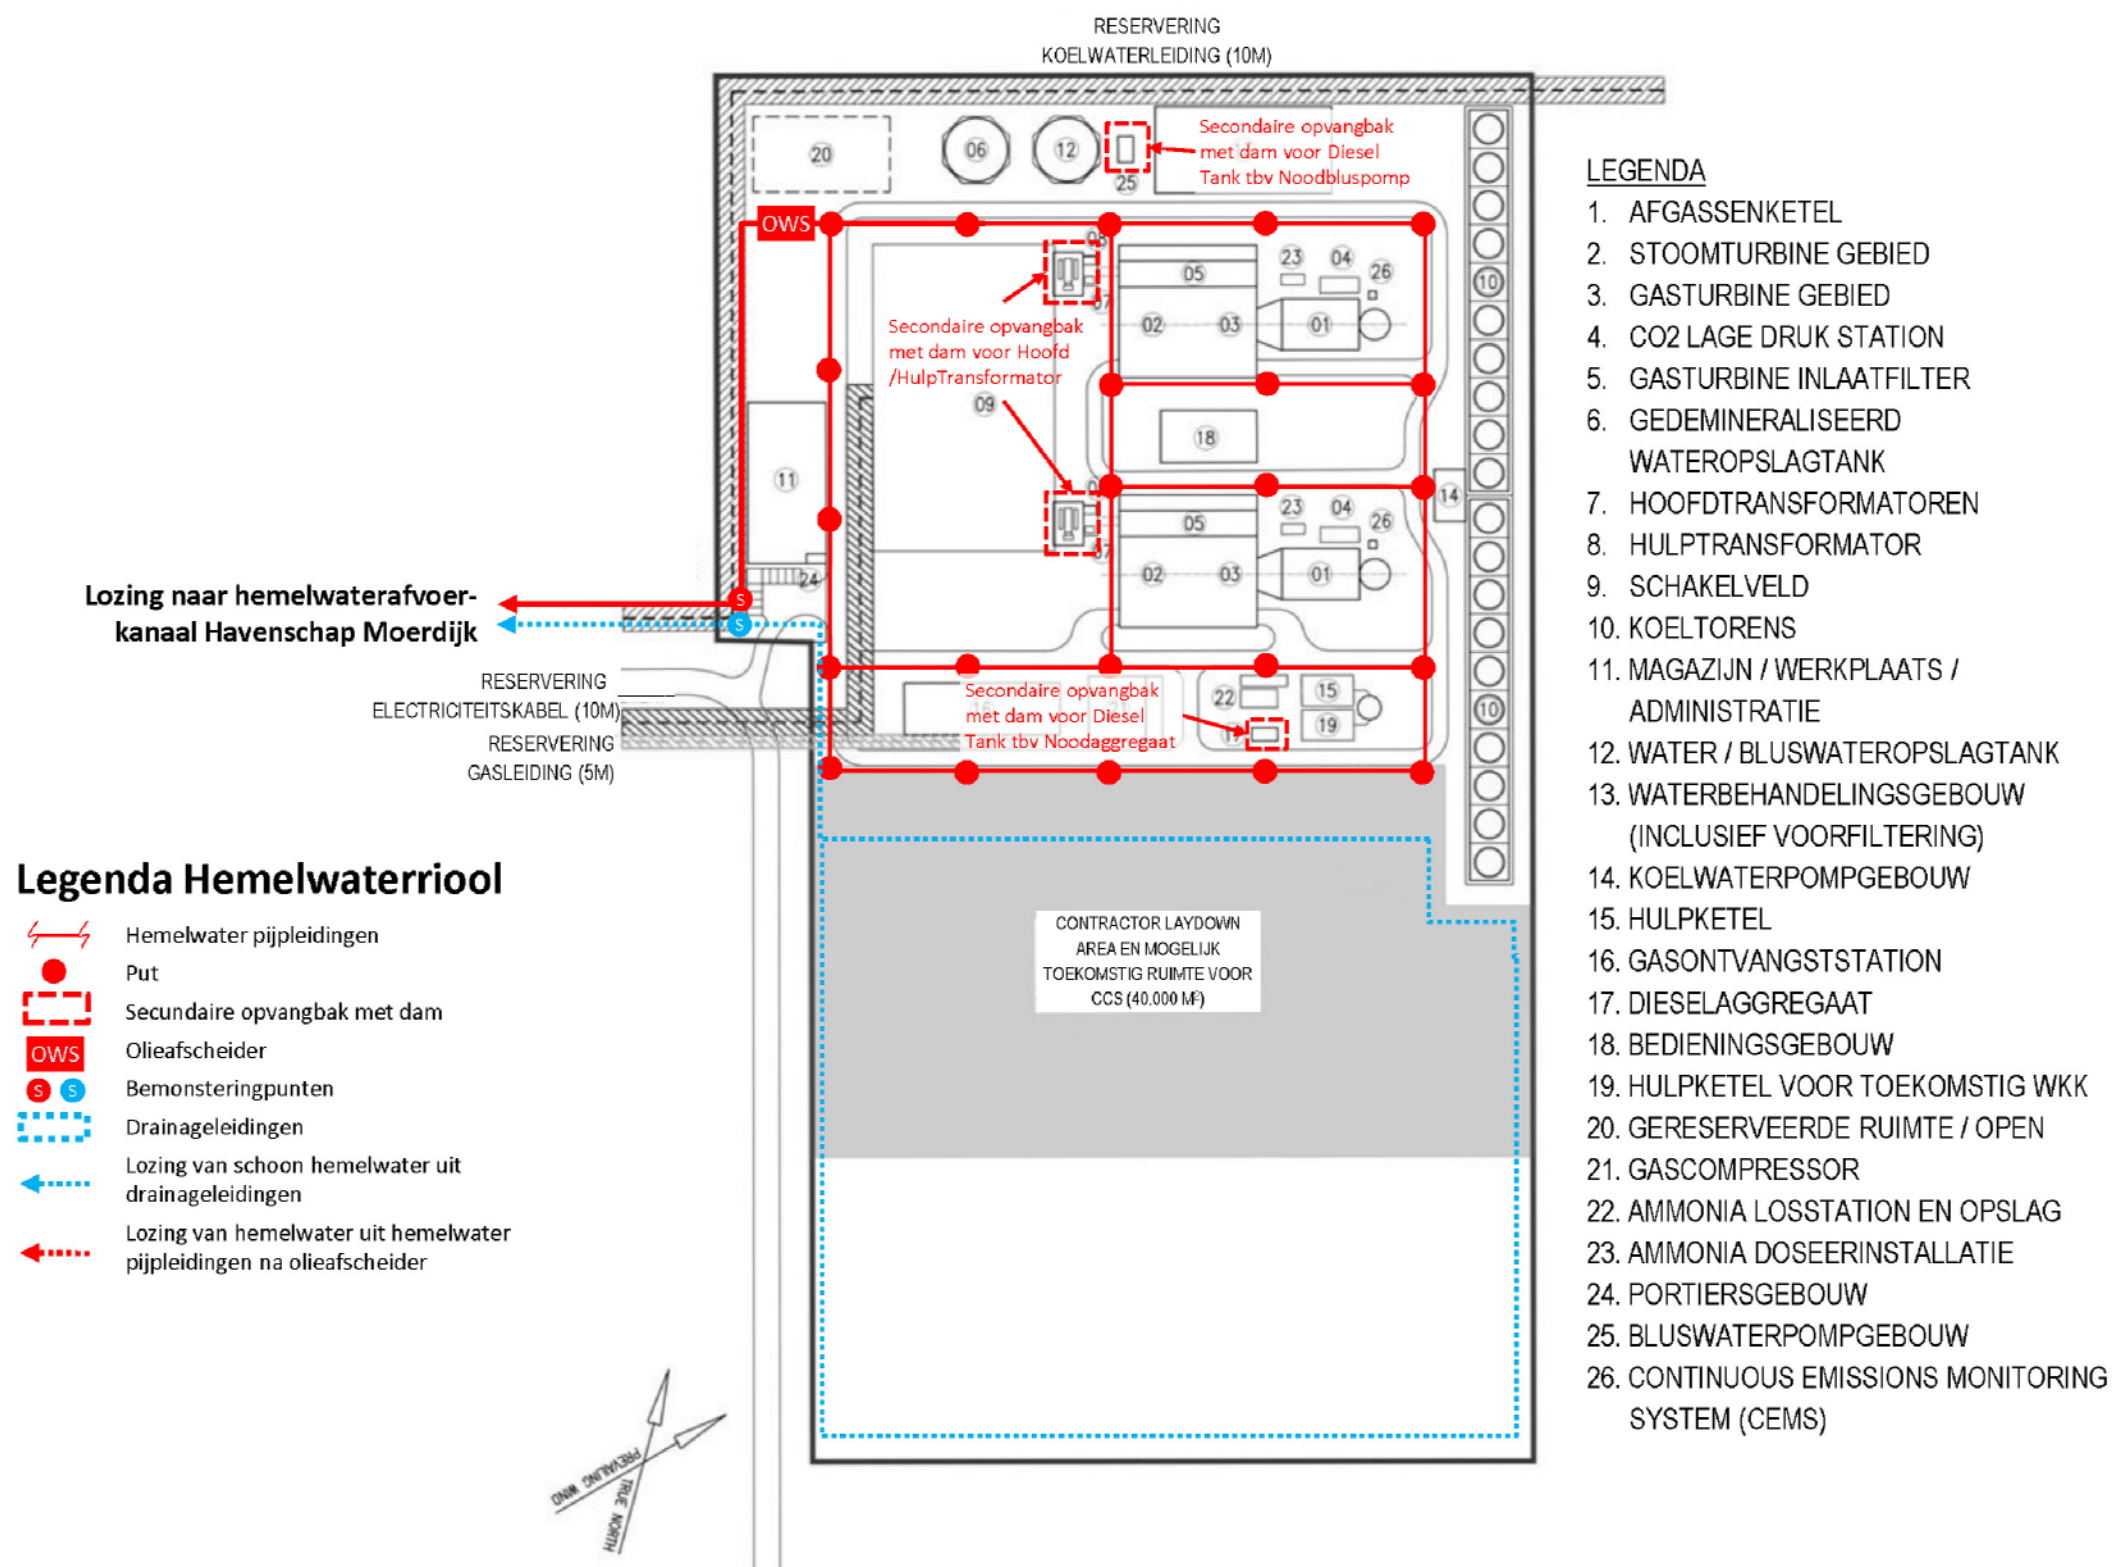 RESERVERING
KOELWATERLEIDING (10M)
20
06
12
25
Secondaire opvangbak
met dam voor Diesel
Tank tbv Noodbluspomp
OWS
08
07
05
23
04
26
02
03
01
10
Secondaire opvangbak
met dam voor Hoofd
/HulpTransformator
09
18
11
14
05
23
04
26
07
02
03
01
24
S
S
Lozing naar hemelwaterafvoer-
kanaal Havenschap Moerdijk
RESERVERING
ELECTRICITEITSKABEL (10M)
RESERVERING
GASLEIDING (5M)
Secondaire opvangbak
met dam voor Diesel
Tank tbv Noodaggregaat
16
21
22
15
17
19
10
CONTRACTOR LAYDOWN
AREA EN MOGELIJK
TOEKOMSTIG RUIMTE VOOR
CCS (40.000 M²)
PREVAILING WIND
TRUE NORTH
Legenda Hemelwaterriool
Hemelwater pijpleidingen
Put
Secundaire opvangbak met dam
OWS Olieafscheider
S S Bemonsteringpunten
Drainageleidingen
Lozing van schoon hemelwater uit
drainageleidingen
Lozing van hemelwater uit hemelwater
pijpleidingen na olieafscheider
LEGENDA
1. AFGASSENKETEL
2. STOOMTURBINE GEBIED
3. GASTURBINE GEBIED
4. CO2 LAGE DRUK STATION
5. GASTURBINE INLAATFILTER
6. GEDEMINERALISEERD
WATEROPSLAGTANK
7. HOOFDTRANSFORMATOREN
8. HULPTRANSFORMATOR
9. SCHAKELVELD
10. KOELTORENS
11. MAGAZIJN / WERKPLAATS /
ADMINISTRATIE
12. WATER / BLUSWATEROPSLAGTANK
13. WATERBEHANDELINGSGEBOUW
(INCLUSIEF VOORFILTERING)
14. KOELWATERPOMPGEBOUW
15. HULPKETEL
16. GASONTVANGSTSTATION
17. DIESELAGGREGAAT
18. BEDIENINGSGEBOUW
19. HULPKETEL VOOR TOEKOMSTIG WKK
20. GERESERVEERDE RUIMTE / OPEN
21. GASCOMPRESSOR
22. AMMONIA LOSSTATION EN OPSLAG
23. AMMONIA DOSEERINSTALLATIE
24. PORTIERSGEBOUW
25. BLUSWATERPOMPGEBOUW
26. CONTINUOUS EMISSIONS MONITORING
SYSTEM (CEMS)